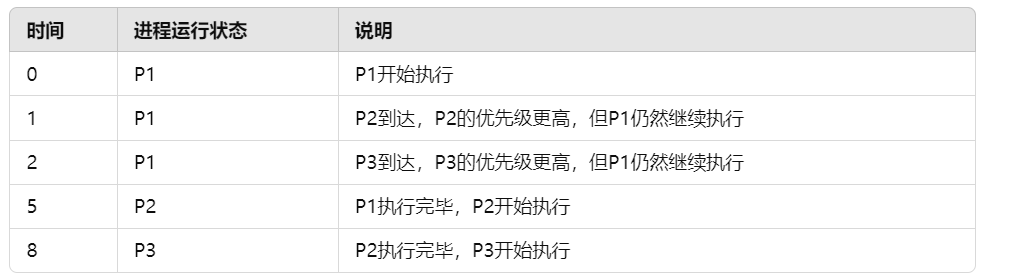 时间 进程运行状态 说明
0 P1 P1开始执行
1 P1 P2到达，P2的优先级更高，但P1仍然继续执行
2 P1 P3到达，P3的优先级更高，但P1仍然继续执行
5 P2 P1执行完毕，P2开始执行
8 P3 P2执行完毕，P3开始执行